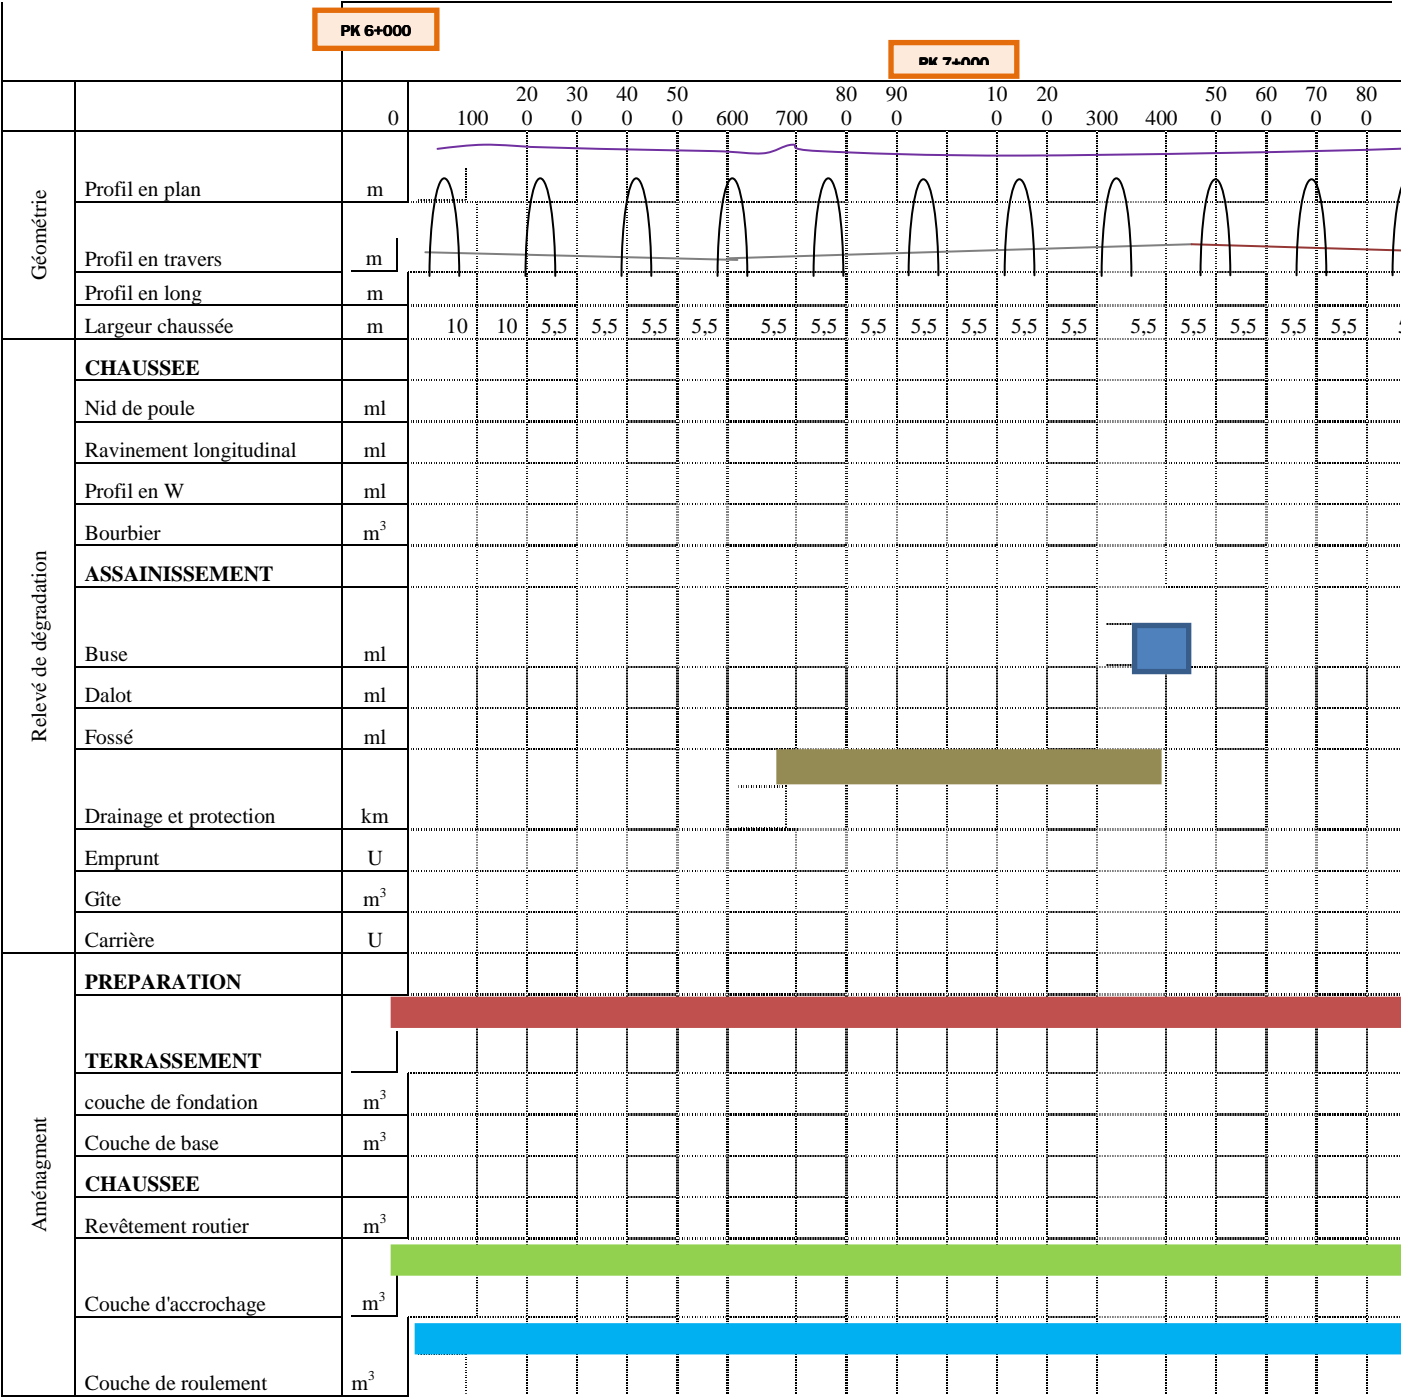 PK 6+000
PK 7+000
20 30 40 50 80 90 10 20 50 60 70 80
0 100 0 0 0 0 600 700 0 0 0 0 300 400 0 0 0 0
Géométrie
Profil en plan m
Profil en travers m
Profil en long m
Largeur chaussée m 10 10 5,5 5,5 5,5 5,5 5,5 5,5 5,5 5,5 5,5 5,5 5,5 5,5 5,5 5,5 5,5 5,5
Relevé de dégradation
CHAUSSEE
Nid de poule ml
Ravinement longitudinal ml
Profil en W ml
Bourbier m³
ASSAINISSEMENT
Buse ml
Dalot ml
Fossé ml
Drainage et protection km
Emprunt U
Gîte m³
Carrière U
Aménagment
PREPARATION
TERRASSEMENT
couche de fondation m³
Couche de base m³
CHAUSSEE
Revêtement routier m³
Couche d'accrochage m³
Couche de roulement m³